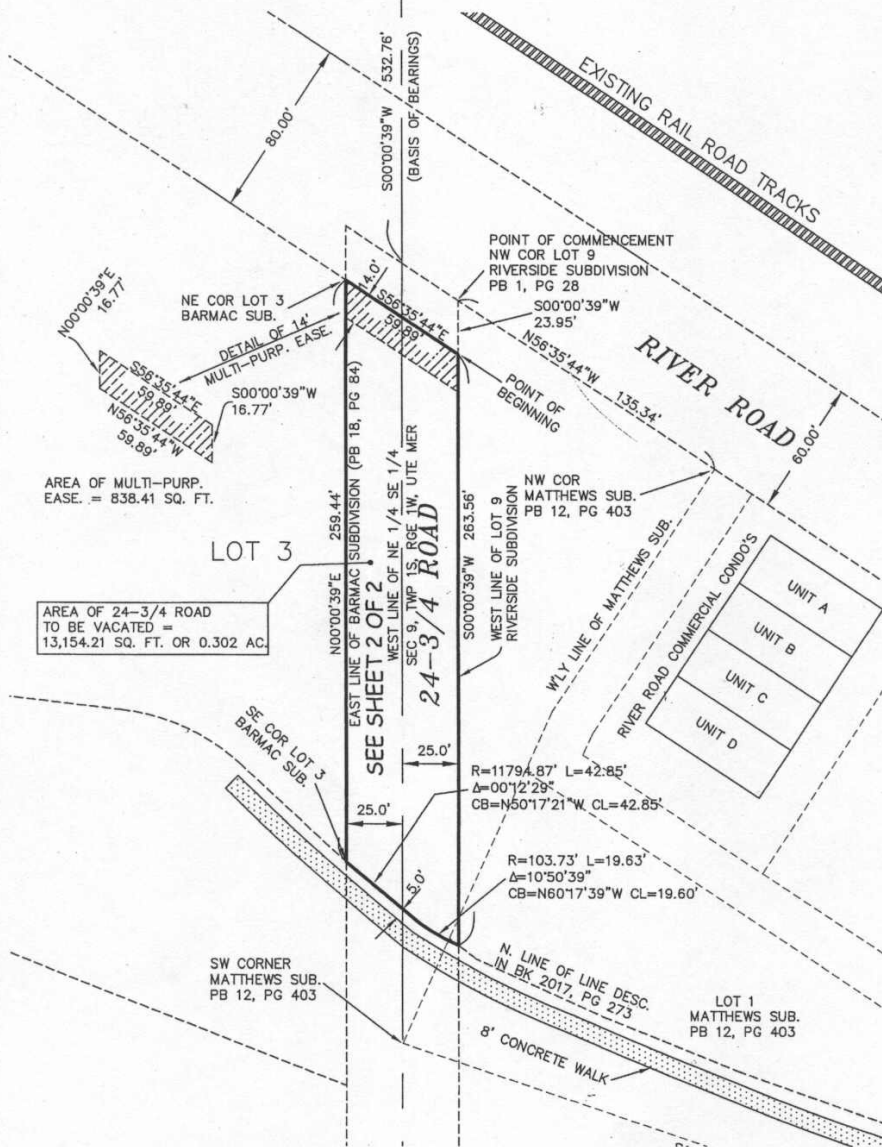 EXISTING RAIL ROAD TRACKS
80.00'
S00°00'39"W 532.76'
(BASIS OF BEARINGS)
POINT OF COMMENCEMENT
NW COR LOT 9
RIVERSIDE SUBDIVISION
PB 1, PG 28
S00°00'39"W
23.95'
N56°35'44"W 135.34'
RIVER ROAD
60.00'
NE COR LOT 3
BARMAC SUB.
14.0'
S56°35'44"E
59.89'
POINT OF
BEGINNING
N00°00'39"E
16.77'
DETAIL OF 14'
MULTI-PURP. EASE.
S56°35'44"E
59.89'
S00°00'39"W
16.77'
N56°35'44"W
59.89'
AREA OF MULTI-PURP.
EASE. = 838.41 SQ. FT.
NW COR
MATTHEWS SUB.
PB 12, PG 403
LOT 3
AREA OF 24-3/4 ROAD
TO BE VACATED =
13,154.21 SQ. FT. OR 0.302 AC.
N00°00'39"E 259.44'
EAST LINE OF BARMAC SUBDIVISION (PB 18, PG 84)
SEE SHEET 2 OF 2
WEST LINE OF NE 1/4 SE 1/4
SEC 9, TWP 1S, RGE 1W, UTE MER
24-3/4 ROAD
S00°00'39"W 263.56'
WEST LINE OF LOT 9
RIVERSIDE SUBDIVISION
W'LY LINE OF MATTHEWS SUB.
RIVER ROAD COMMERCIAL CONDO'S
UNIT A
UNIT B
UNIT C
UNIT D
SE COR LOT 3
BARMAC SUB.
25.0'
25.0'
R=11794.87' L=42.85'
Δ=00°12'29"
CB=N50°17'21"W CL=42.85'
5.0'
R=103.73' L=19.63'
Δ=10°50'39"
CB=N60°17'39"W CL=19.60'
SW CORNER
MATTHEWS SUB.
PB 12, PG 403
N. LINE OF LINE DESC.
IN BK 2017, PG 273
LOT 1
MATTHEWS SUB.
PB 12, PG 403
8' CONCRETE WALK